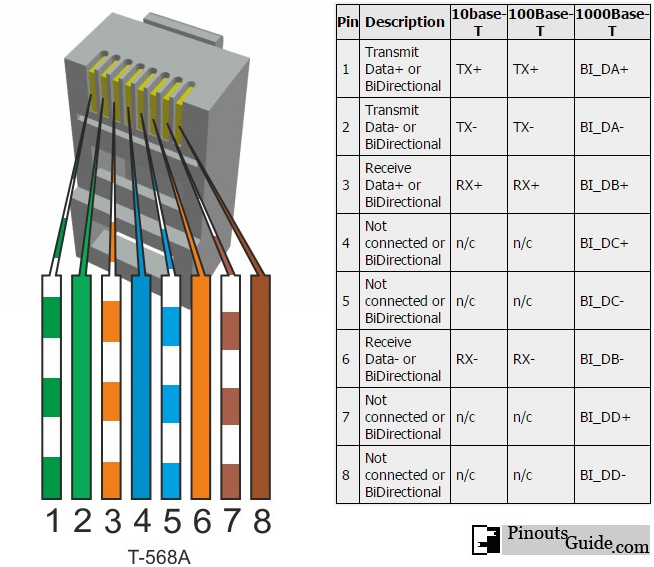 Pin Description 10base-T 100Base-T 1000Base-T
1 Transmit Data+ or BiDirectional TX+ TX+ BI_DA+
2 Transmit Data- or BiDirectional TX- TX- BI_DA-
3 Receive Data+ or BiDirectional RX+ RX+ BI_DB+
4 Not connected or BiDirectional n/c n/c BI_DC+
5 Not connected or BiDirectional n/c n/c BI_DC-
6 Receive Data- or BiDirectional RX- RX- BI_DB-
7 Not connected or BiDirectional n/c n/c BI_DD+
8 Not connected or BiDirectional n/c n/c BI_DD-
1 2 3 4 5 6 7 8
T-568A
Pinouts
Guide.com